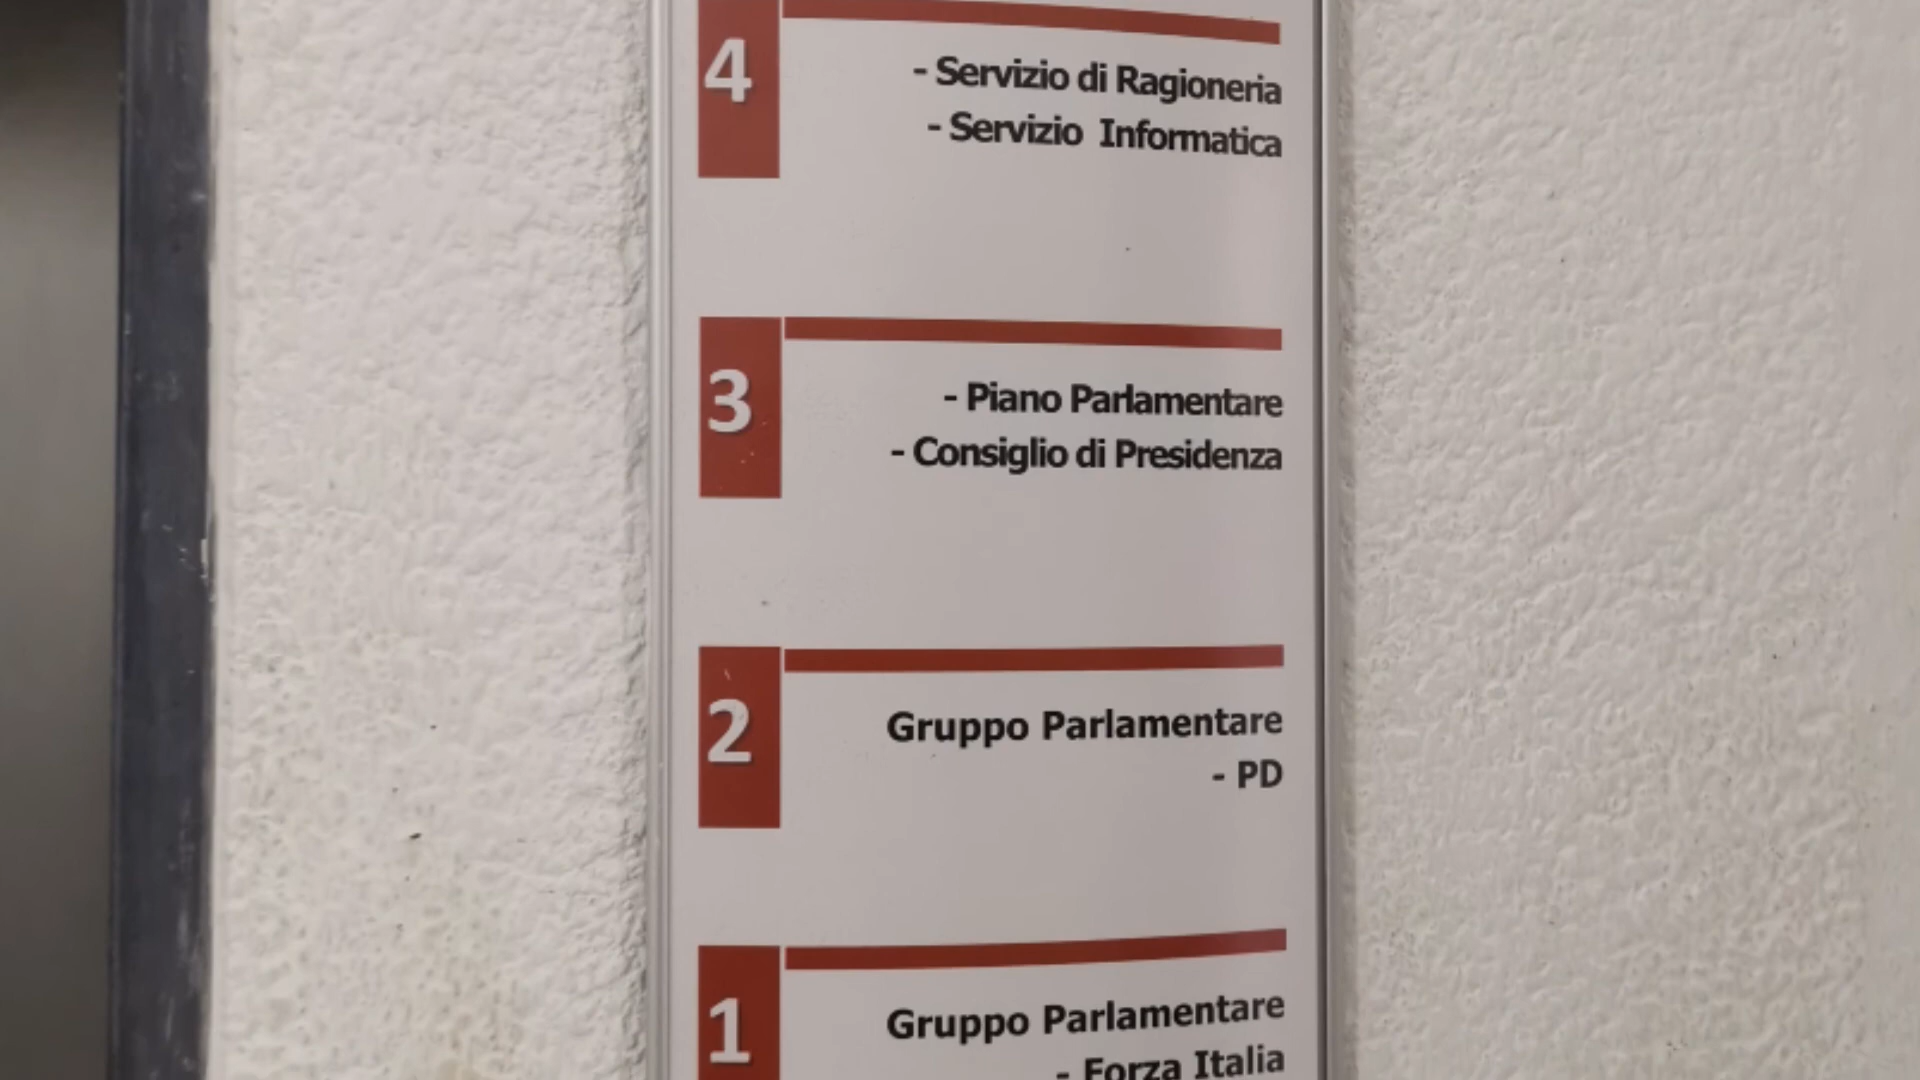 4
- Servizio di Ragioneria
- Servizio Informatica
3
- Piano Parlamentare
- Consiglio di Presidenza
2
Gruppo Parlamentare
- PD
1
Gruppo Parlamentare
- Forza Italia